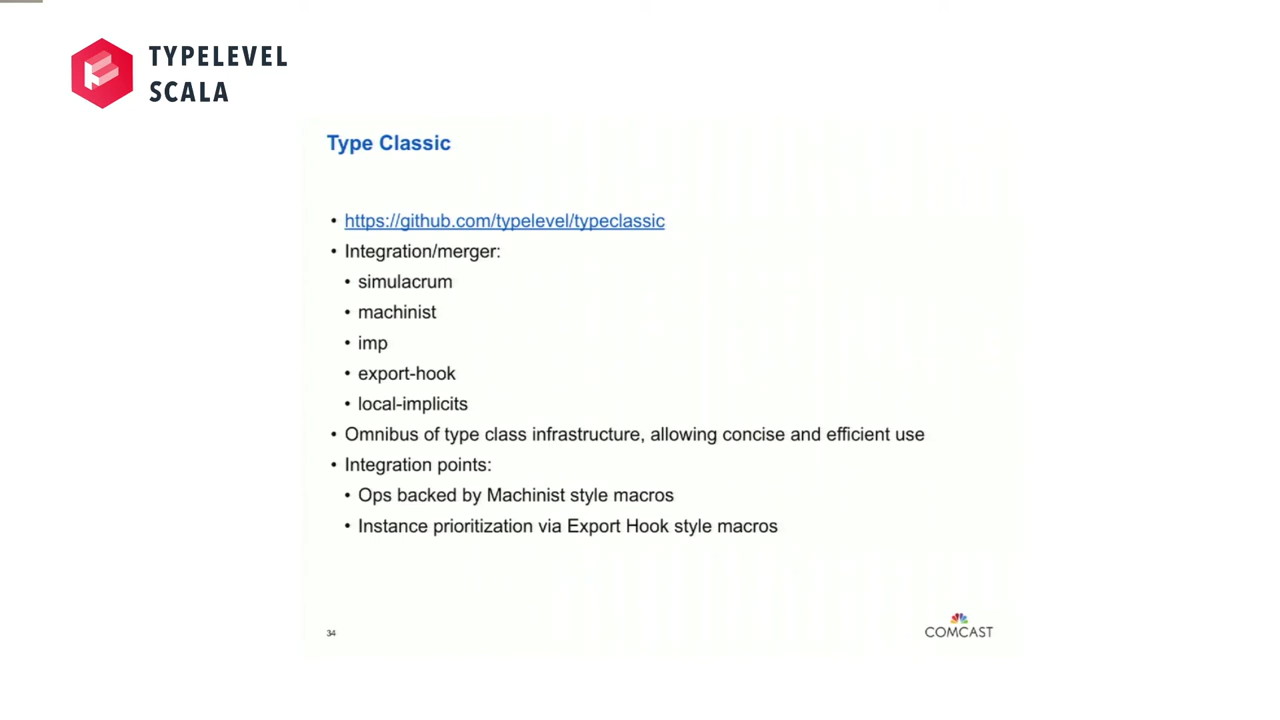 TYPELEVEL
SCALA
Type Classic
• https://github.com/typelevel/typeclassic
• Integration/merger:
• simulacrum
• machinist
• imp
• export-hook
• local-implicits
• Omnibus of type class infrastructure, allowing concise and efficient use
• Integration points:
• Ops backed by Machinist style macros
• Instance prioritization via Export Hook style macros
34
COMCAST